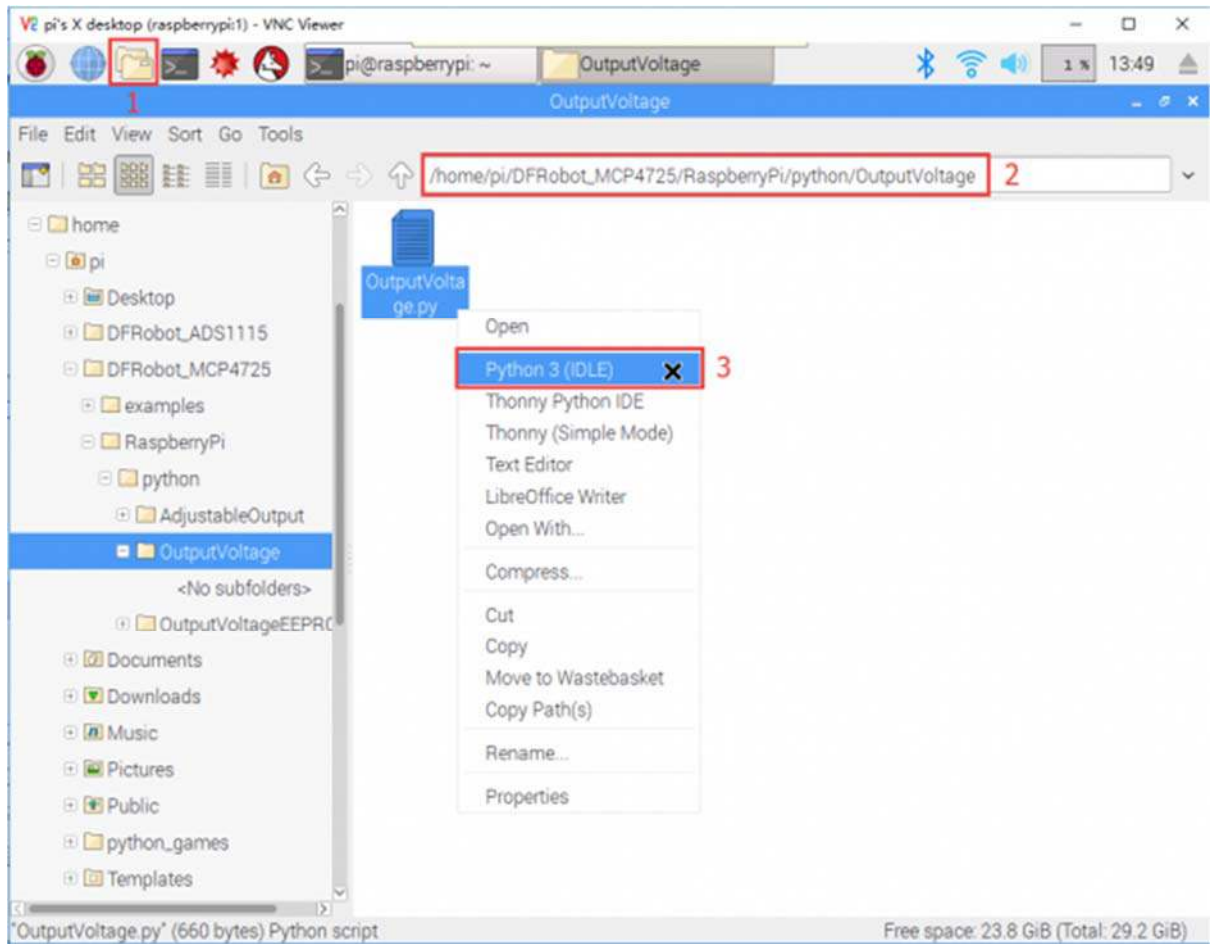 pi's X desktop (raspberrypi:1) - VNC Viewer
pi@raspberrypi: ~
OutputVoltage
1 % 13:49
1
OutputVoltage
File Edit View Sort Go Tools
/home/pi/DFRobot_MCP4725/RaspberryPi/python/OutputVoltage 2
home
pi
Desktop
DFRobot_ADS1115
DFRobot_MCP4725
examples
RaspberryPi
python
AdjustableOutput
OutputVoltage
<No subfolders>
OutputVoltageEEPRO
Documents
Downloads
Music
Pictures
Public
python_games
Templates
OutputVolta
ge.py
Open
Python 3 (IDLE) 3
Thonny Python IDE
Thonny (Simple Mode)
Text Editor
LibreOffice Writer
Open With...
Compress...
Cut
Copy
Move to Wastebasket
Copy Path(s)
Rename...
Properties
"OutputVoltage.py" (660 bytes) Python script
Free space: 23.8 GiB (Total: 29.2 GiB)